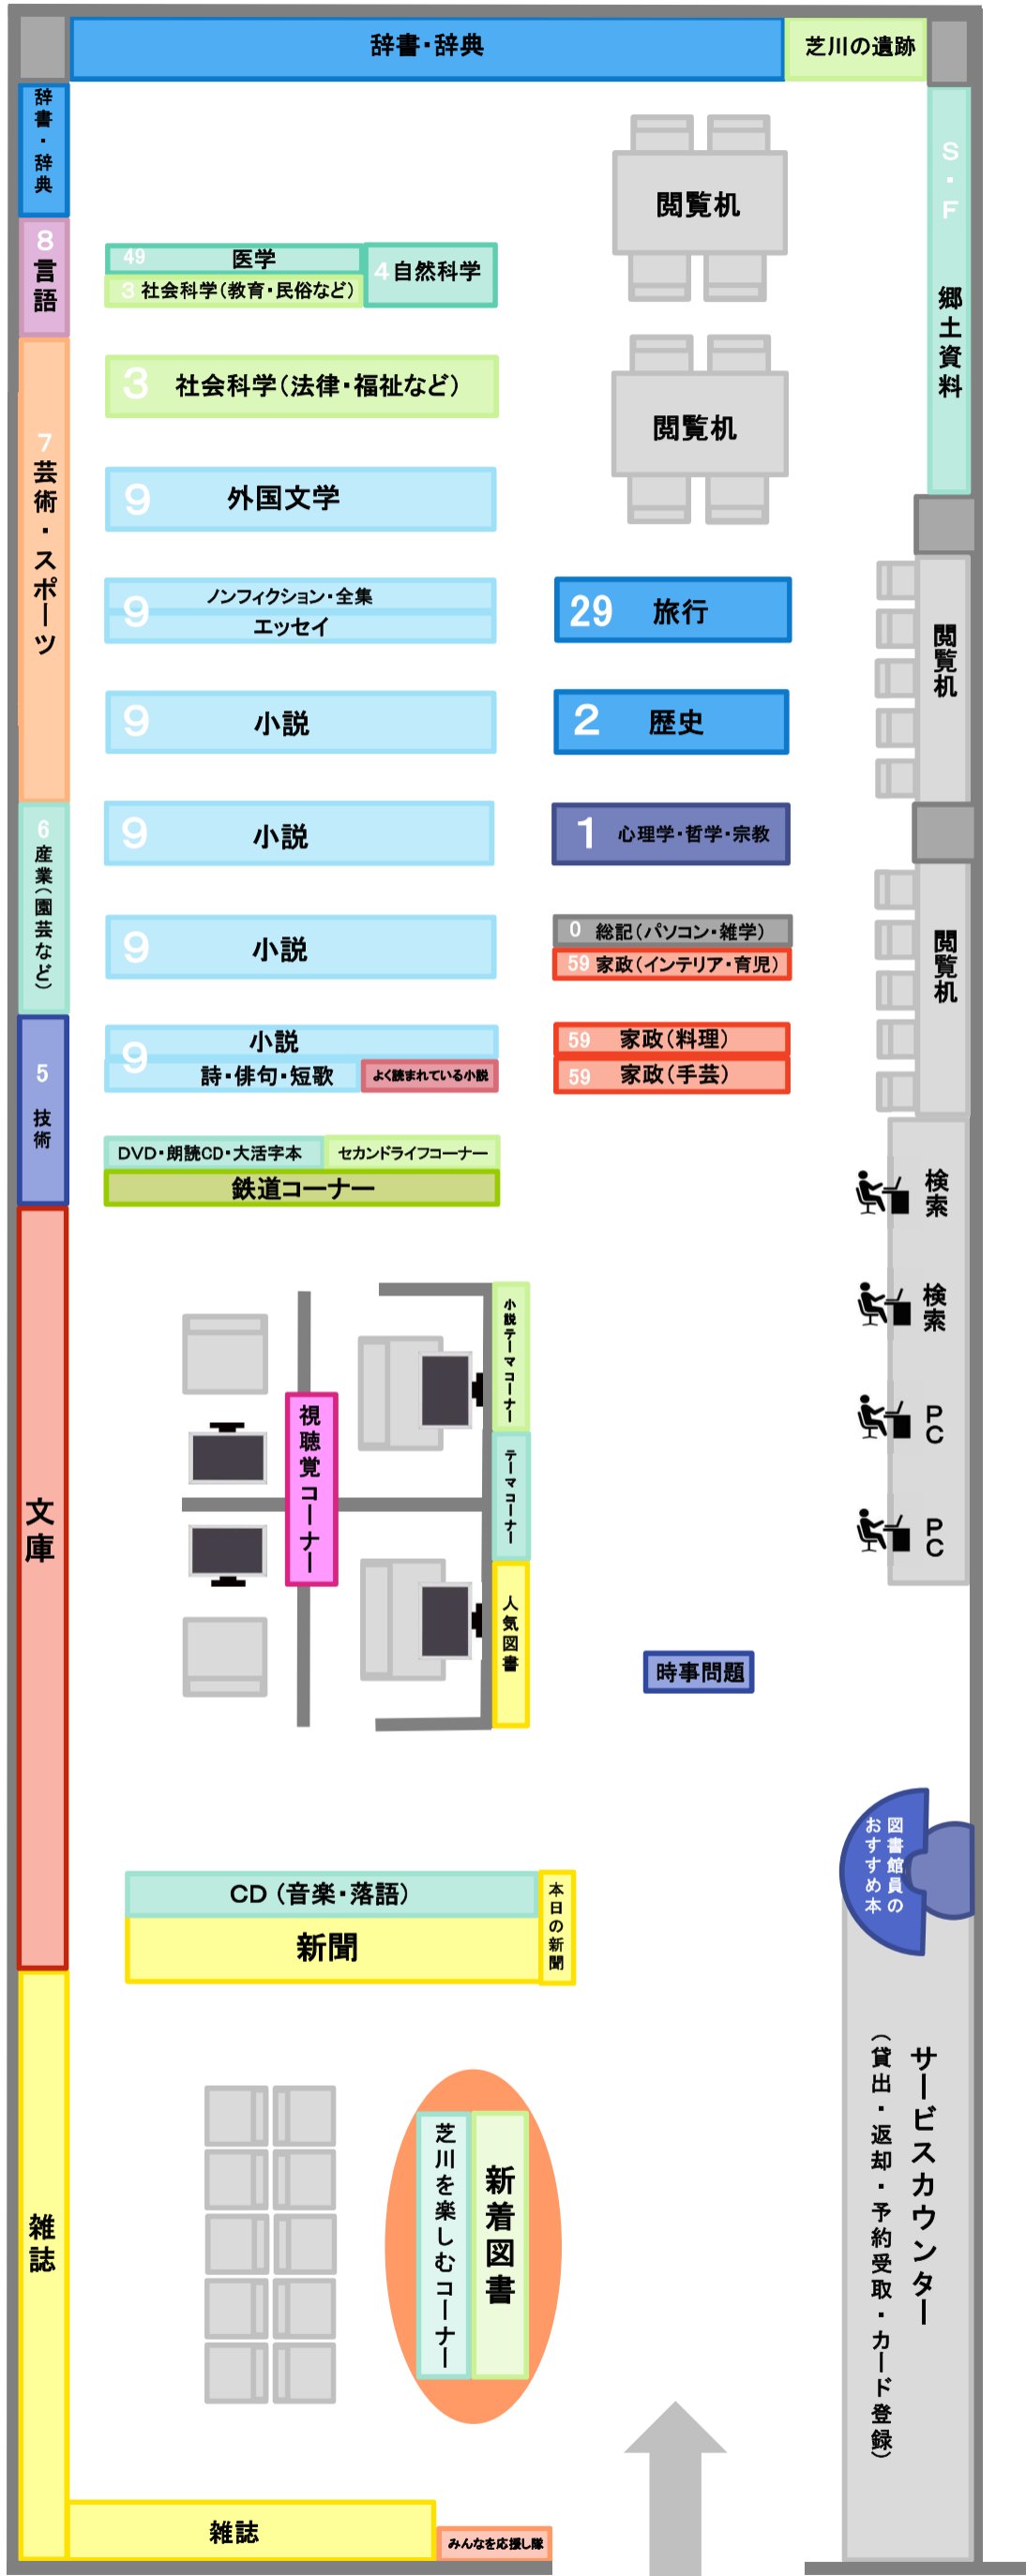 辞書・辞典
芝川の遺跡
辞書・辞典
S・F 郷土資料
閲覧机
8 言語
49 医学
4 自然科学
3 社会科学(教育・民俗など)
3 社会科学(法律・福祉など)
閲覧机
7 芸術・スポーツ
9 外国文学
9 ノンフィクション・全集
エッセイ
29 旅行
閲覧机
9 小説
2 歴史
6 産業(園芸など)
9 小説
1 心理学・哲学・宗教
9 小説
0 総記(パソコン・雑学)
59 家政(インテリア・育児)
閲覧机
5 技術
9 小説
詩・俳句・短歌
よく読まれている小説
59 家政(料理)
59 家政(手芸)
DVD・朗読CD・大活字本
セカンドライフコーナー
鉄道コーナー
検索
検索
PC
PC
文庫
視聴覚コーナー
小説テーマコーナー
テーマコーナー
人気図書
時事問題
図書館員の
おすすめ本
CD(音楽・落語)
新聞
本日の新聞
サービスカウンター
(貸出・返却・予約受取・カード登録)
雑誌
新着図書
芝川を楽しむコーナー
雑誌
みんなを応援し隊